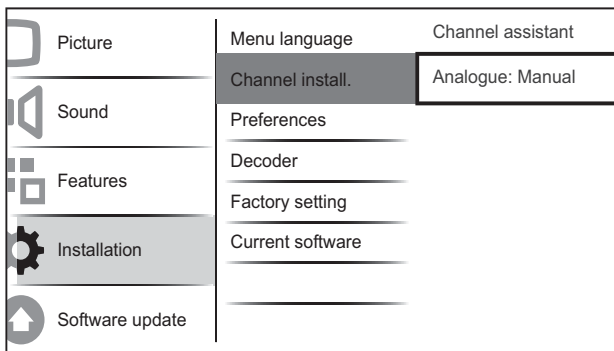 Picture
Sound
Features
Installation
Software update
Menu language
Channel install.
Preferences
Decoder
Factory setting
Current software
Channel assistant
Analogue: Manual